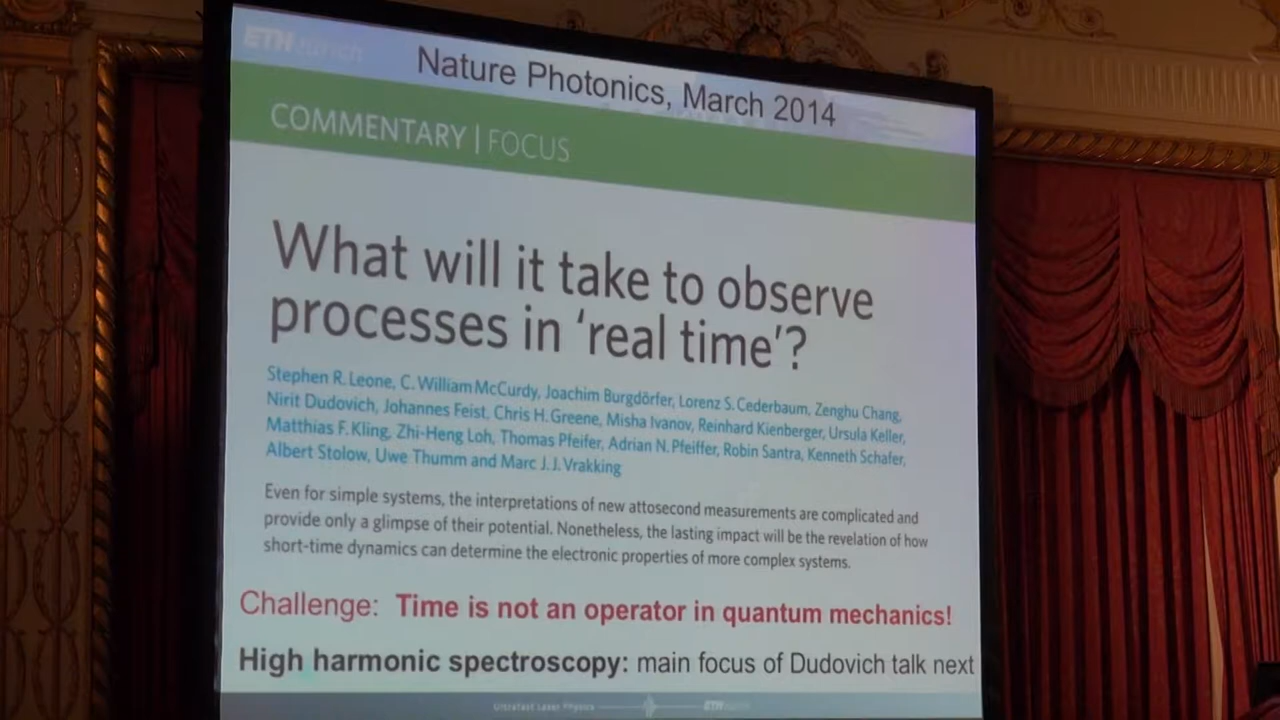 ETH zürich
Nature Photonics, March 2014
COMMENTARY | FOCUS
What will it take to observe
processes in ‘real time’?
Stephen R. Leone, C. William McCurdy, Joachim Burgdörfer, Lorenz S. Cederbaum, Zenghu Chang,
Nirit Dudovich, Johannes Feist, Chris H. Greene, Misha Ivanov, Reinhard Kienberger, Ursula Keller,
Matthias F. Kling, Zhi-Heng Loh, Thomas Pfeifer, Adrian N. Pfeiffer, Robin Santra, Kenneth Schafer,
Albert Stolow, Uwe Thumm and Marc J. J. Vrakking
Even for simple systems, the interpretations of new attosecond measurements are complicated and
provide only a glimpse of their potential. Nonetheless, the lasting impact will be the revelation of how
short-time dynamics can determine the electronic properties of more complex systems.
Challenge: Time is not an operator in quantum mechanics!
High harmonic spectroscopy: main focus of Dudovich talk next
Ultrafast Laser Physics
ETH zürich